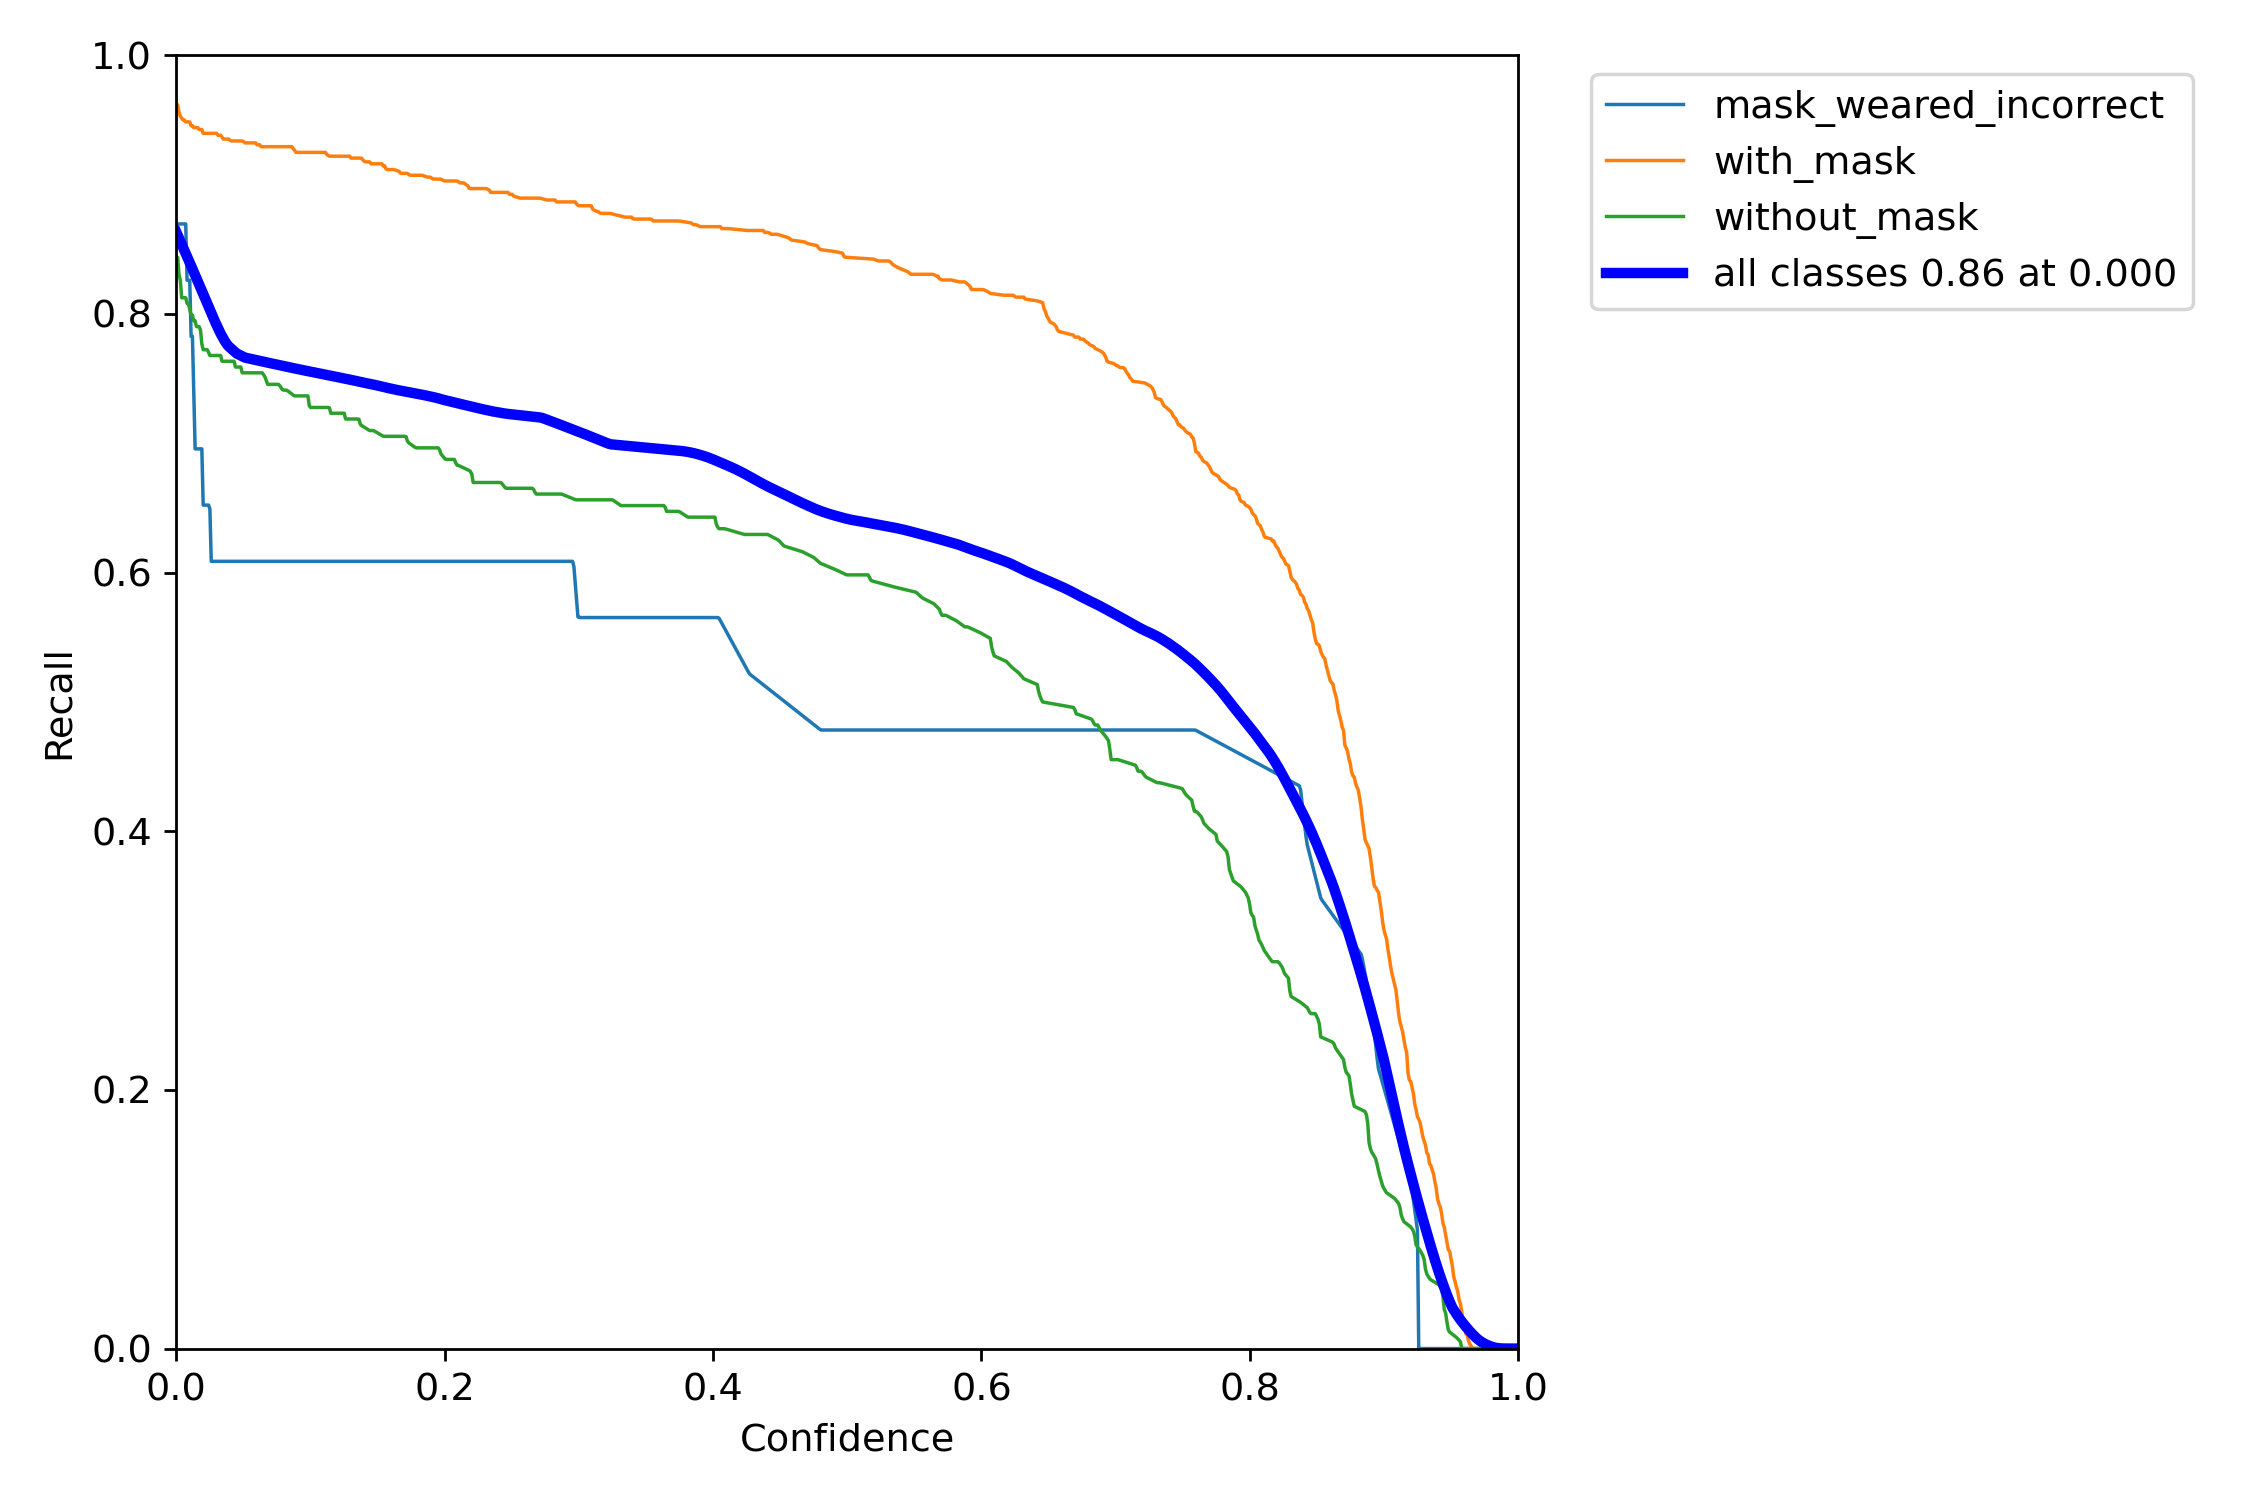 1.0
0.8
0.6
0.4
0.2
0.0
0.0 0.2 0.4 0.6 0.8 1.0
Recall
Confidence
mask_weared_incorrect
with_mask
without_mask
all classes 0.86 at 0.000